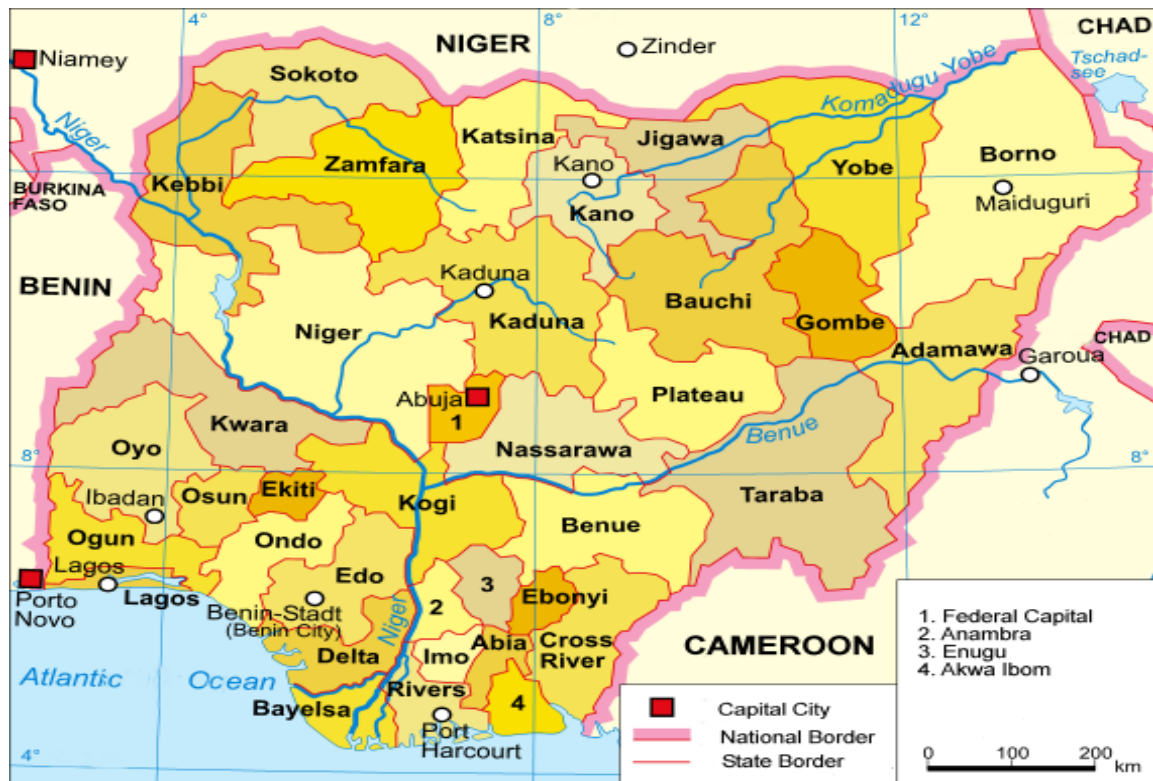 4°
8°
12°
CHAD
NIGER
Zinder
Niamey
Tschad-
see
Sokoto
Komadugu Yobe
Niger
Katsina
Jigawa
Zamfara
Kano
Yobe
Borno
Kebbi
BURKINA
FASO
Kano
Maiduguri
BENIN
Kaduna
Bauchi
Niger
Kaduna
Gombe
Adamawa
CHAD
Garoua
Abuja
1
Plateau
Kwara
Benue
Oyo
Nassarawa
8°
8°
Ibadan
Osun
Ekiti
Kogi
Taraba
Benue
Ogun
Ondo
Lagos
Edo
3
Porto
Novo
Lagos
Benin-Stadt
(Benin City)
Niger
2
Ebonyi
Abia
Cross
River
CAMEROON
Delta
Imo
Atlantic Ocean
Rivers
4
Bayelsa
Port
Harcourt
4°
4°
8°
1. Federal Capital
2. Anambra
3. Enugu
4. Akwa Ibom
Capital City
National Border
State Border
0 100 200
km